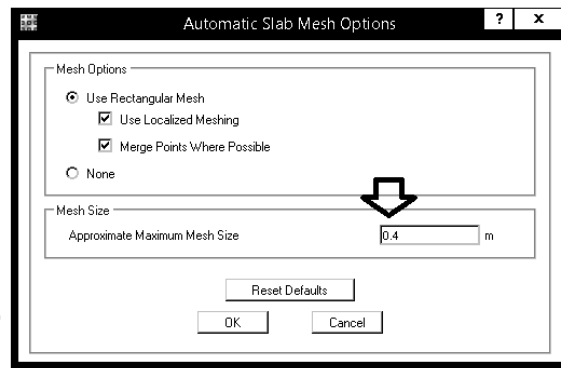 Automatic Slab Mesh Options ? x
Mesh Options
Use Rectangular Mesh
Use Localized Meshing
Merge Points Where Possible
None
Mesh Size
Approximate Maximum Mesh Size 0.4 m
Reset Defaults
OK Cancel